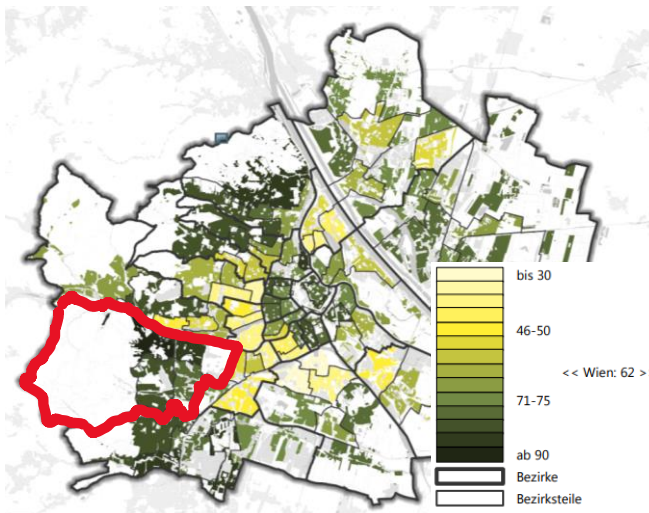 bis 30
46-50
<< Wien: 62 >
71-75
ab 90
Bezirke
Bezirksteile